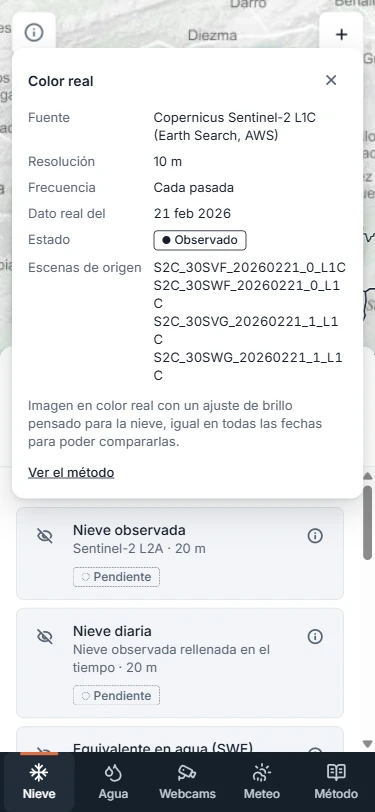 Darro
Diezma
Color real
Fuente
Copernicus Sentinel-2 L1C
(Earth Search, AWS)
Resolución
10 m
Frecuencia
Cada pasada
Dato real del
21 feb 2026
Estado
Observado
Escenas de origen
S2C_30SVF_20260221_0_L1C
S2C_30SWF_20260221_0_L1
C
S2C_30SVG_20260221_1_L1
C
S2C_30SWG_20260221_1_L1
C
Imagen en color real con un ajuste de brillo
pensado para la nieve, igual en todas las fechas
para poder compararlas.
Ver el método
Nieve observada
Sentinel-2 L2A · 20 m
Pendiente
Nieve diaria
Nieve observada rellenada en el
tiempo · 20 m
Pendiente
Equivalente en agua (SWE)
Nieve
Agua
Webcams
Meteo
Método